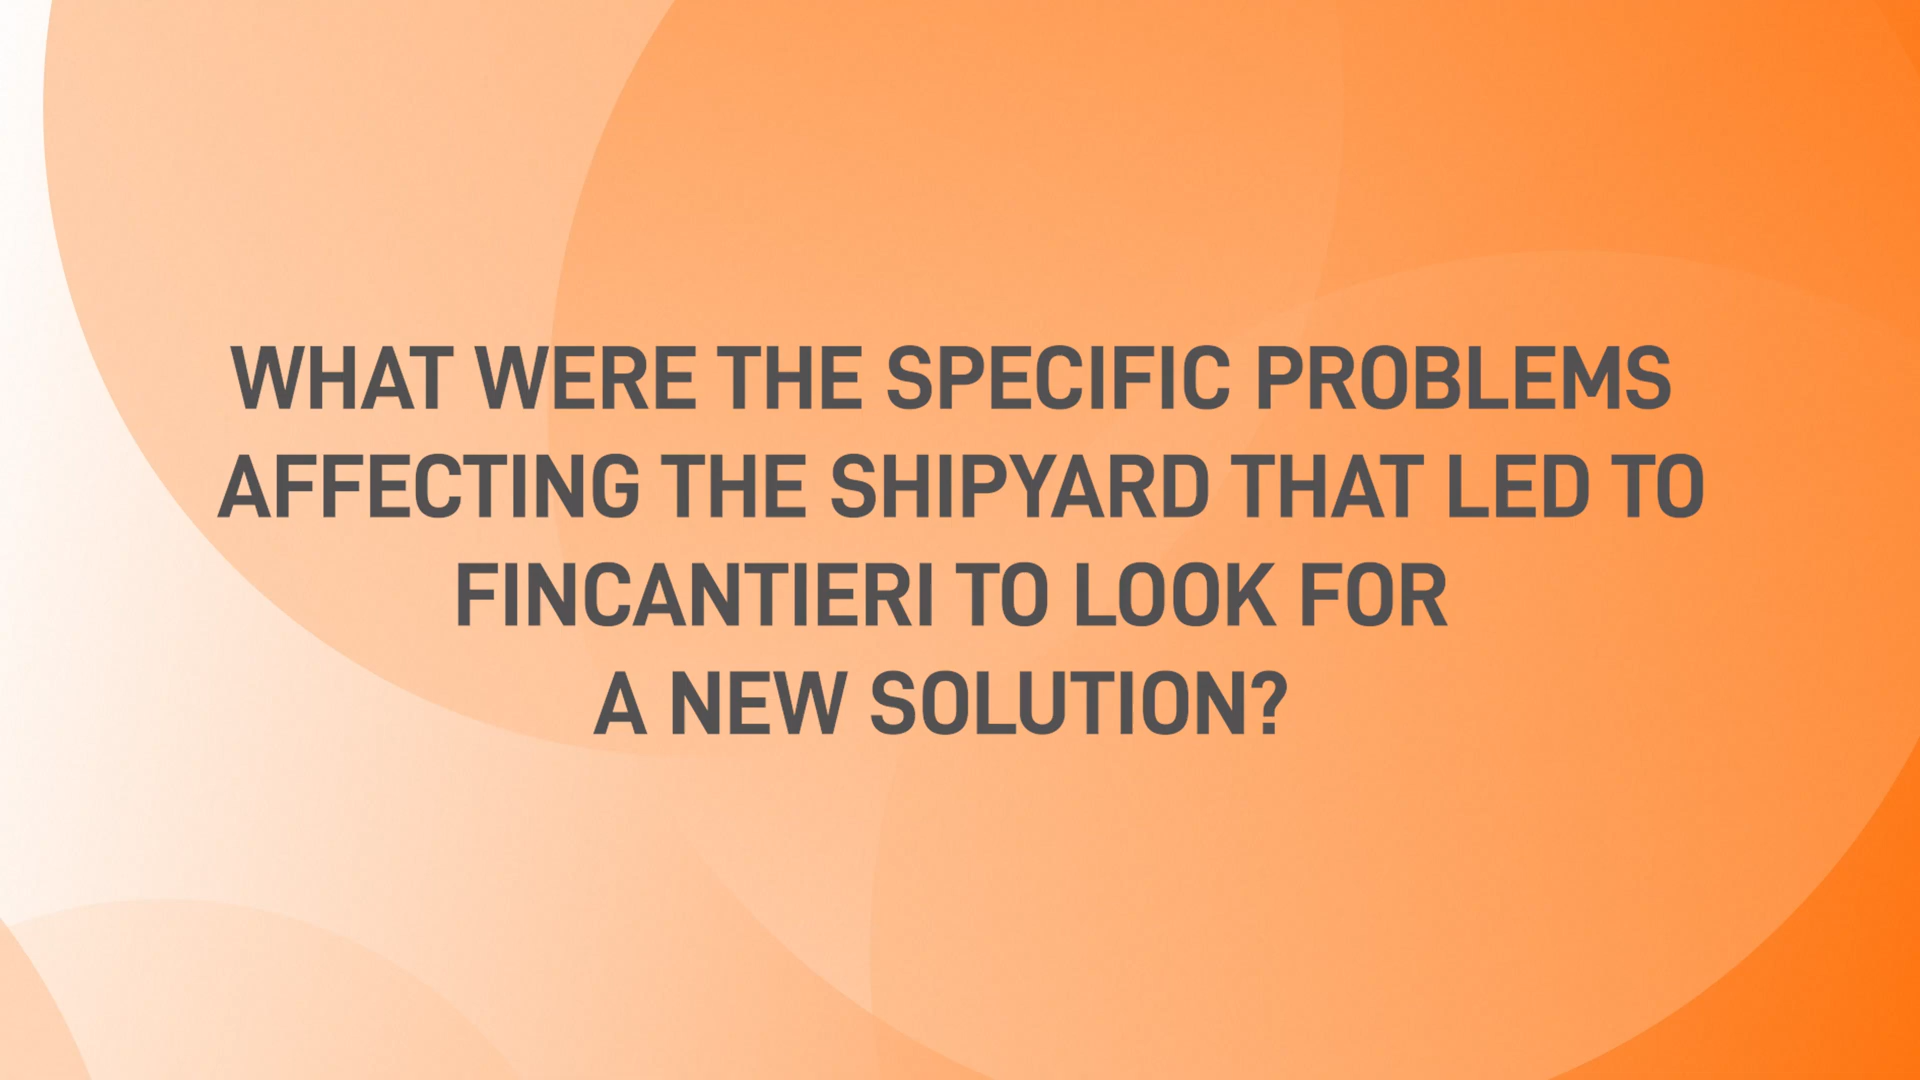 WHAT WERE THE SPECIFIC PROBLEMS
AFFECTING THE SHIPYARD THAT LED TO
FINCANTIERI TO LOOK FOR
A NEW SOLUTION?